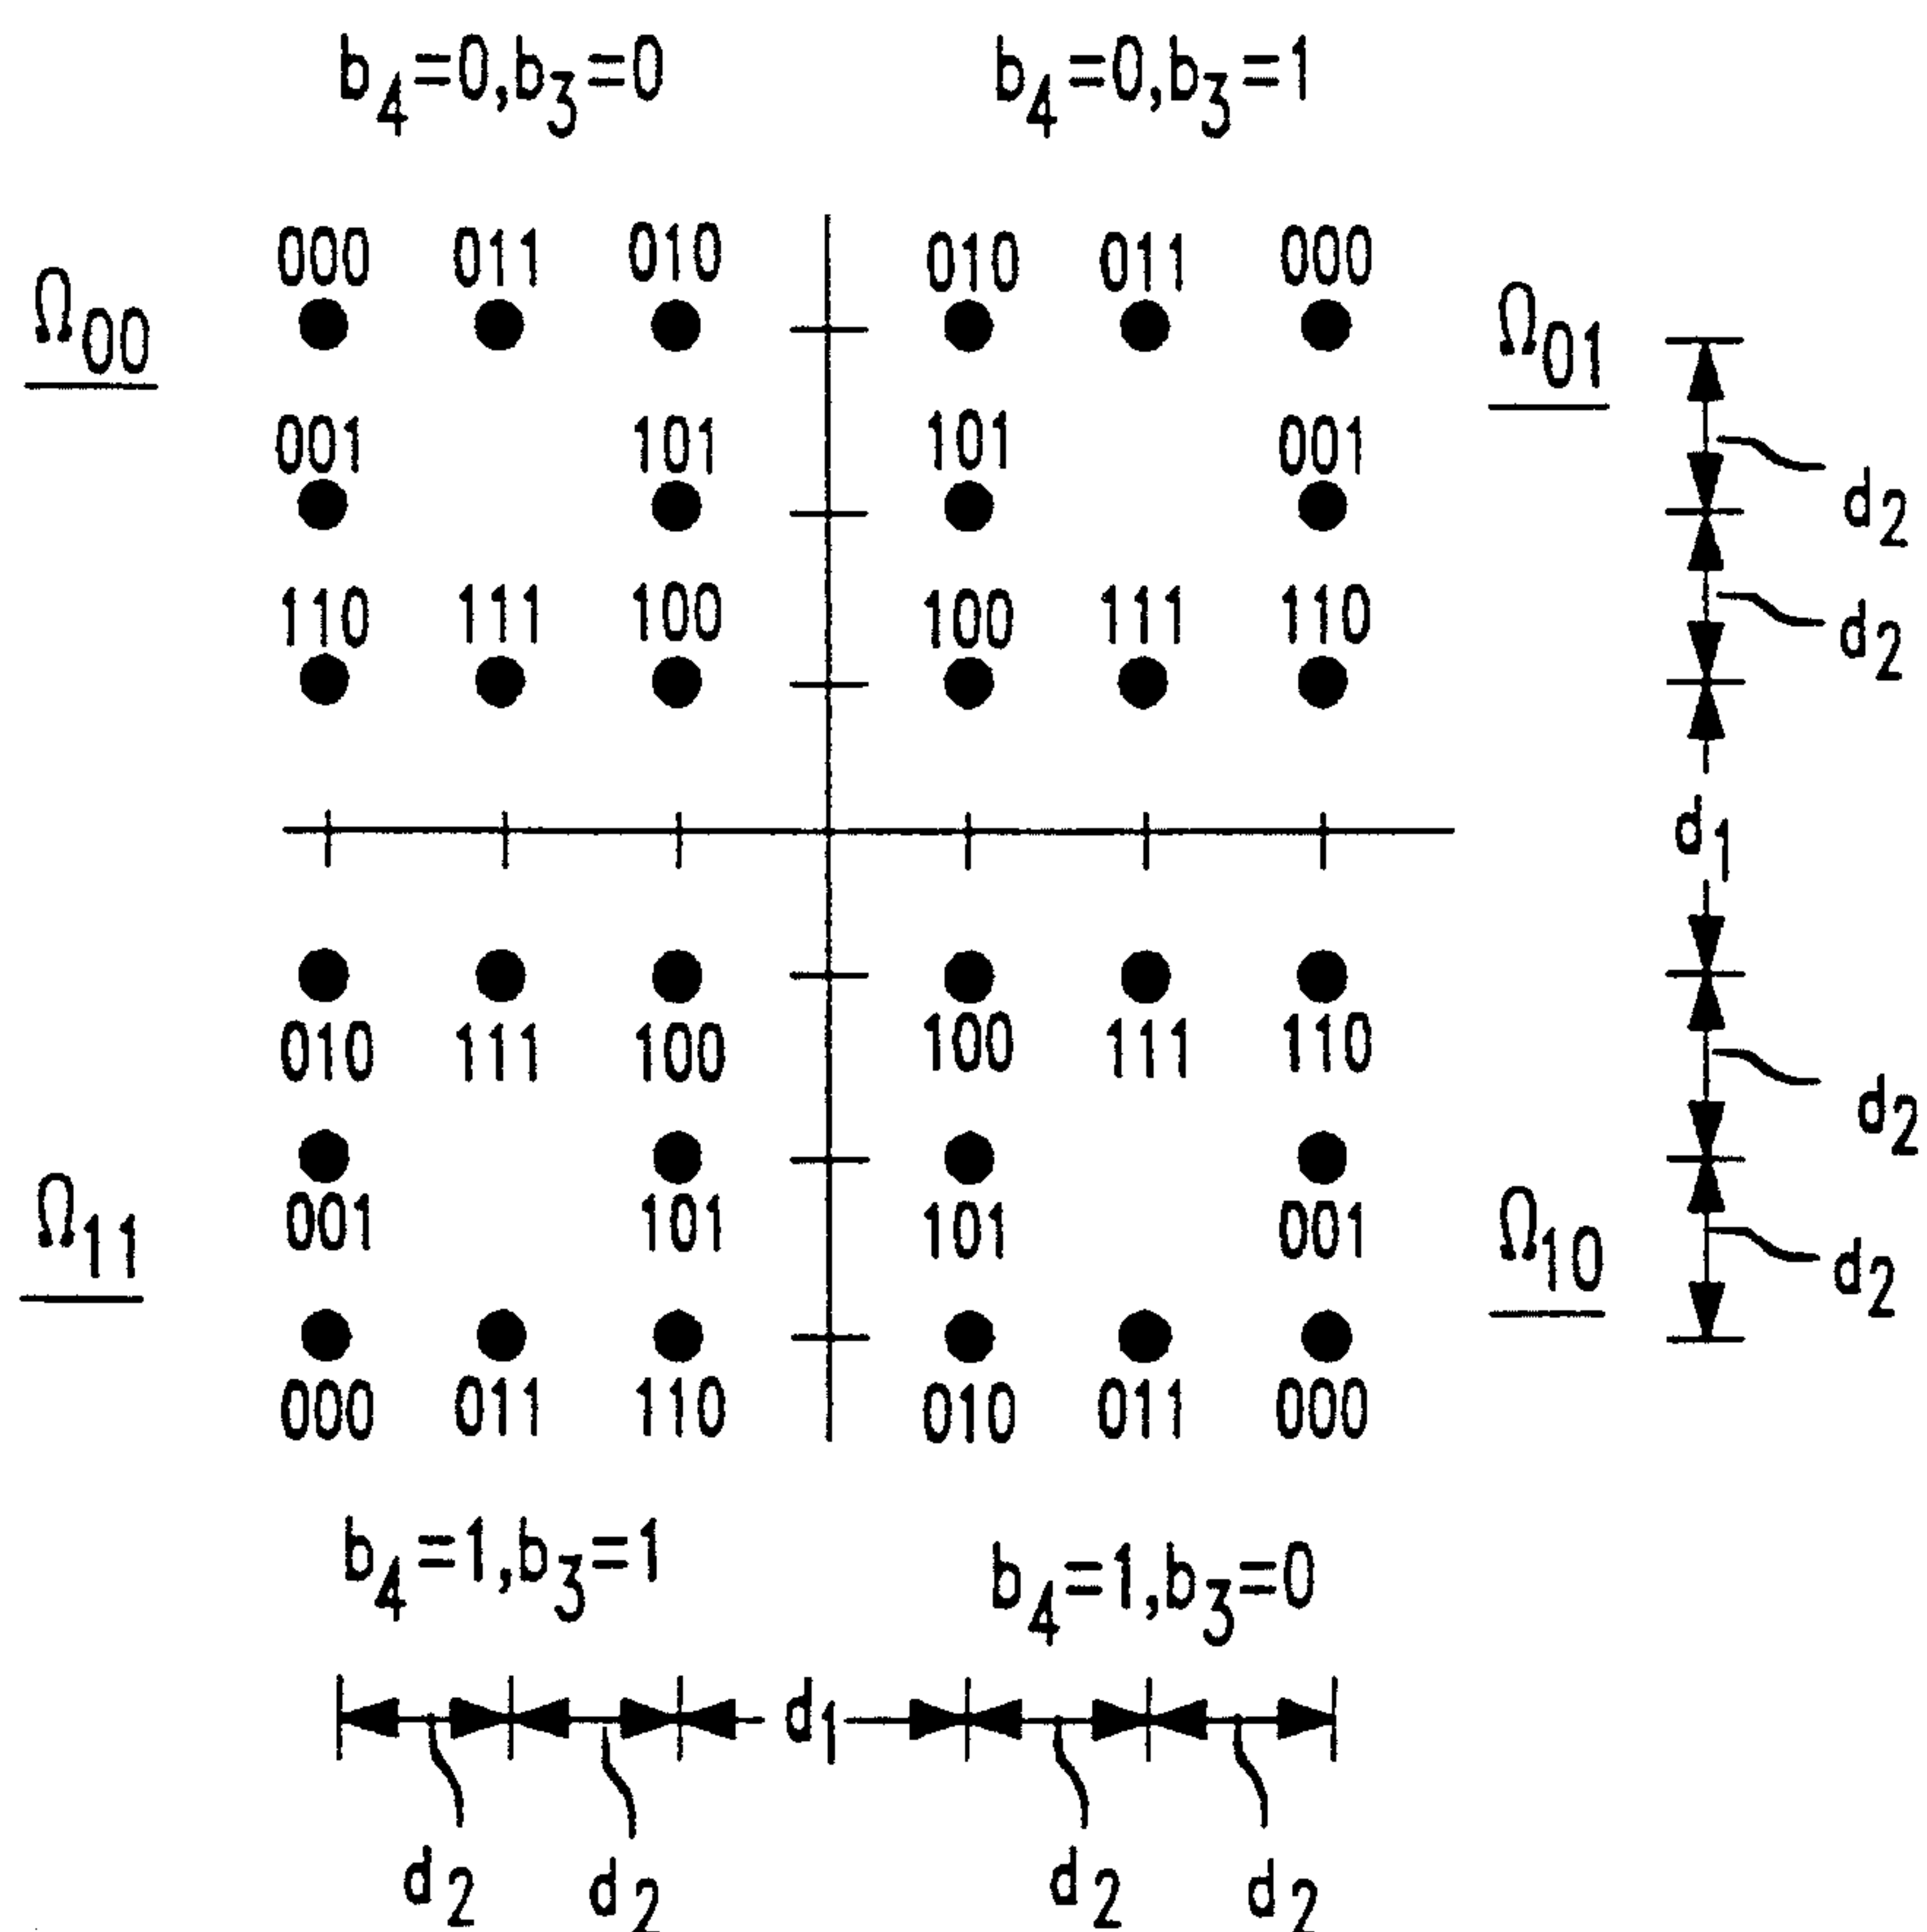 b4=0,b3=0 b4=0,b3=1
000 011 010 010 011 000
Ω00 Ω01
001 101 101 001
d2
110 111 100 100 111 110
d2
d1
010 111 100 100 111 110
d2
001 101 101 001
Ω11 Ω10
d2
000 011 110 010 011 000
b4=1,b3=1 b4=1,b3=0
d1
d2 d2 d2 d2